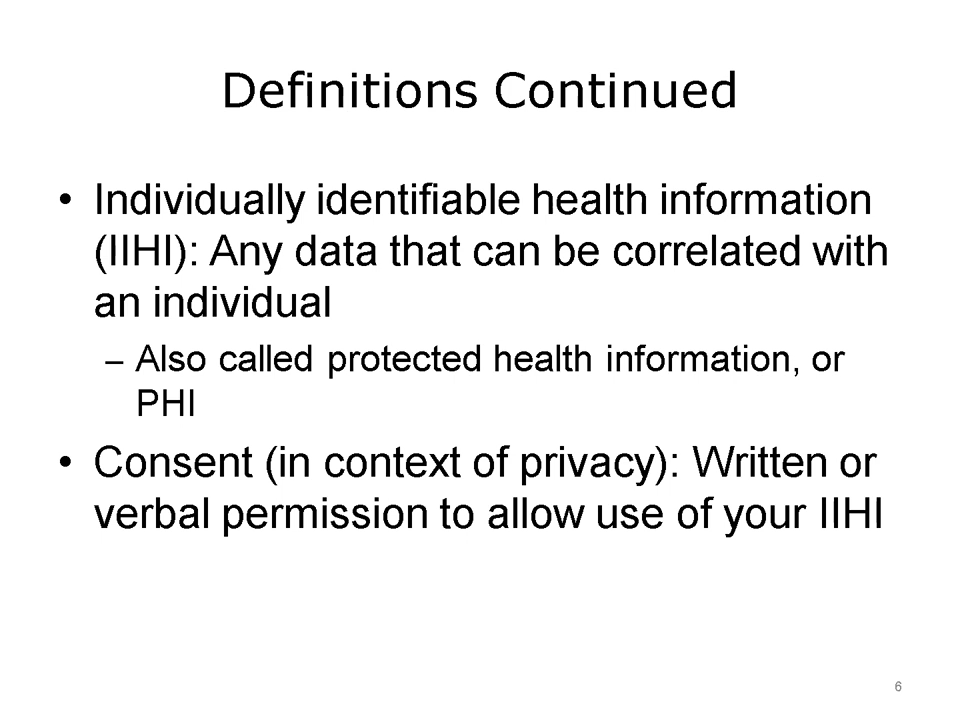 Definitions Continued
• Individually identifiable health information
(IIHI): Any data that can be correlated with
an individual
– Also called protected health information, or
PHI
• Consent (in context of privacy): Written or
verbal permission to allow use of your IIHI
6